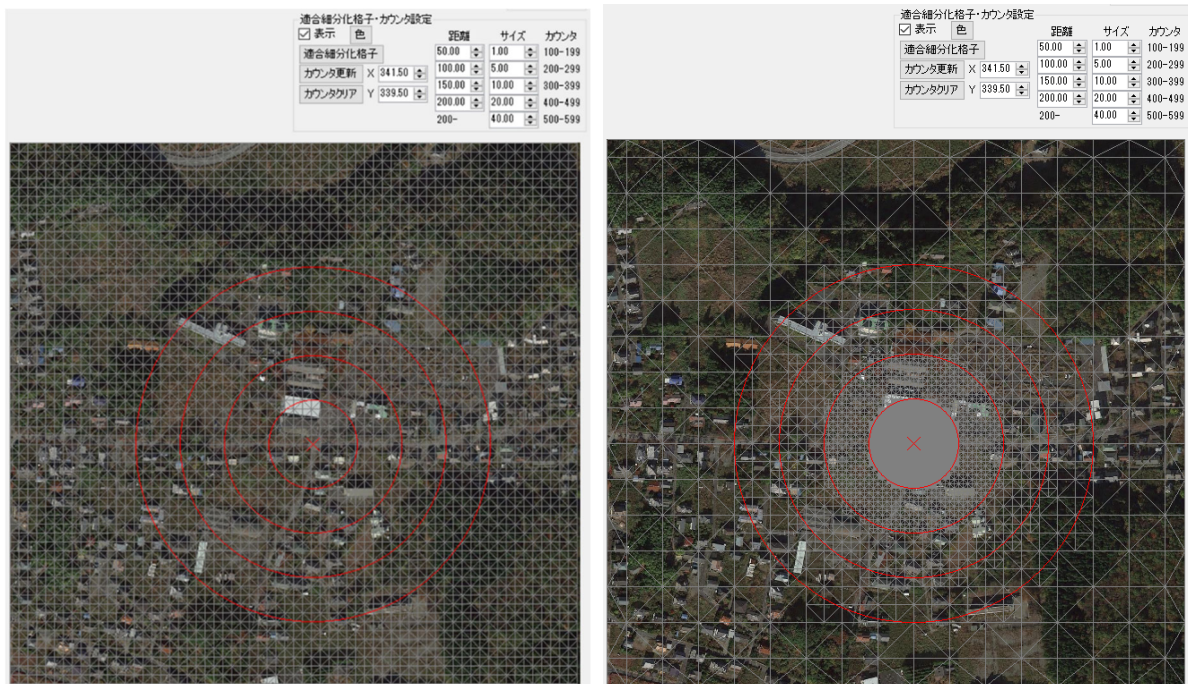 適合細分化格子・カウンタ設定
表示 色
適合細分化格子
カウンタ更新 X 341.50
カウンタクリア Y 339.50
距離 サイズ カウンタ
50.00 1.00 100-199
100.00 5.00 200-299
150.00 10.00 300-399
200.00 20.00 400-499
200- 40.00 500-599
適合細分化格子・カウンタ設定
表示 色
適合細分化格子
カウンタ更新 X 341.50
カウンタクリア Y 339.50
距離 サイズ カウンタ
50.00 1.00 100-199
100.00 5.00 200-299
150.00 10.00 300-399
200.00 20.00 400-499
200- 40.00 500-599